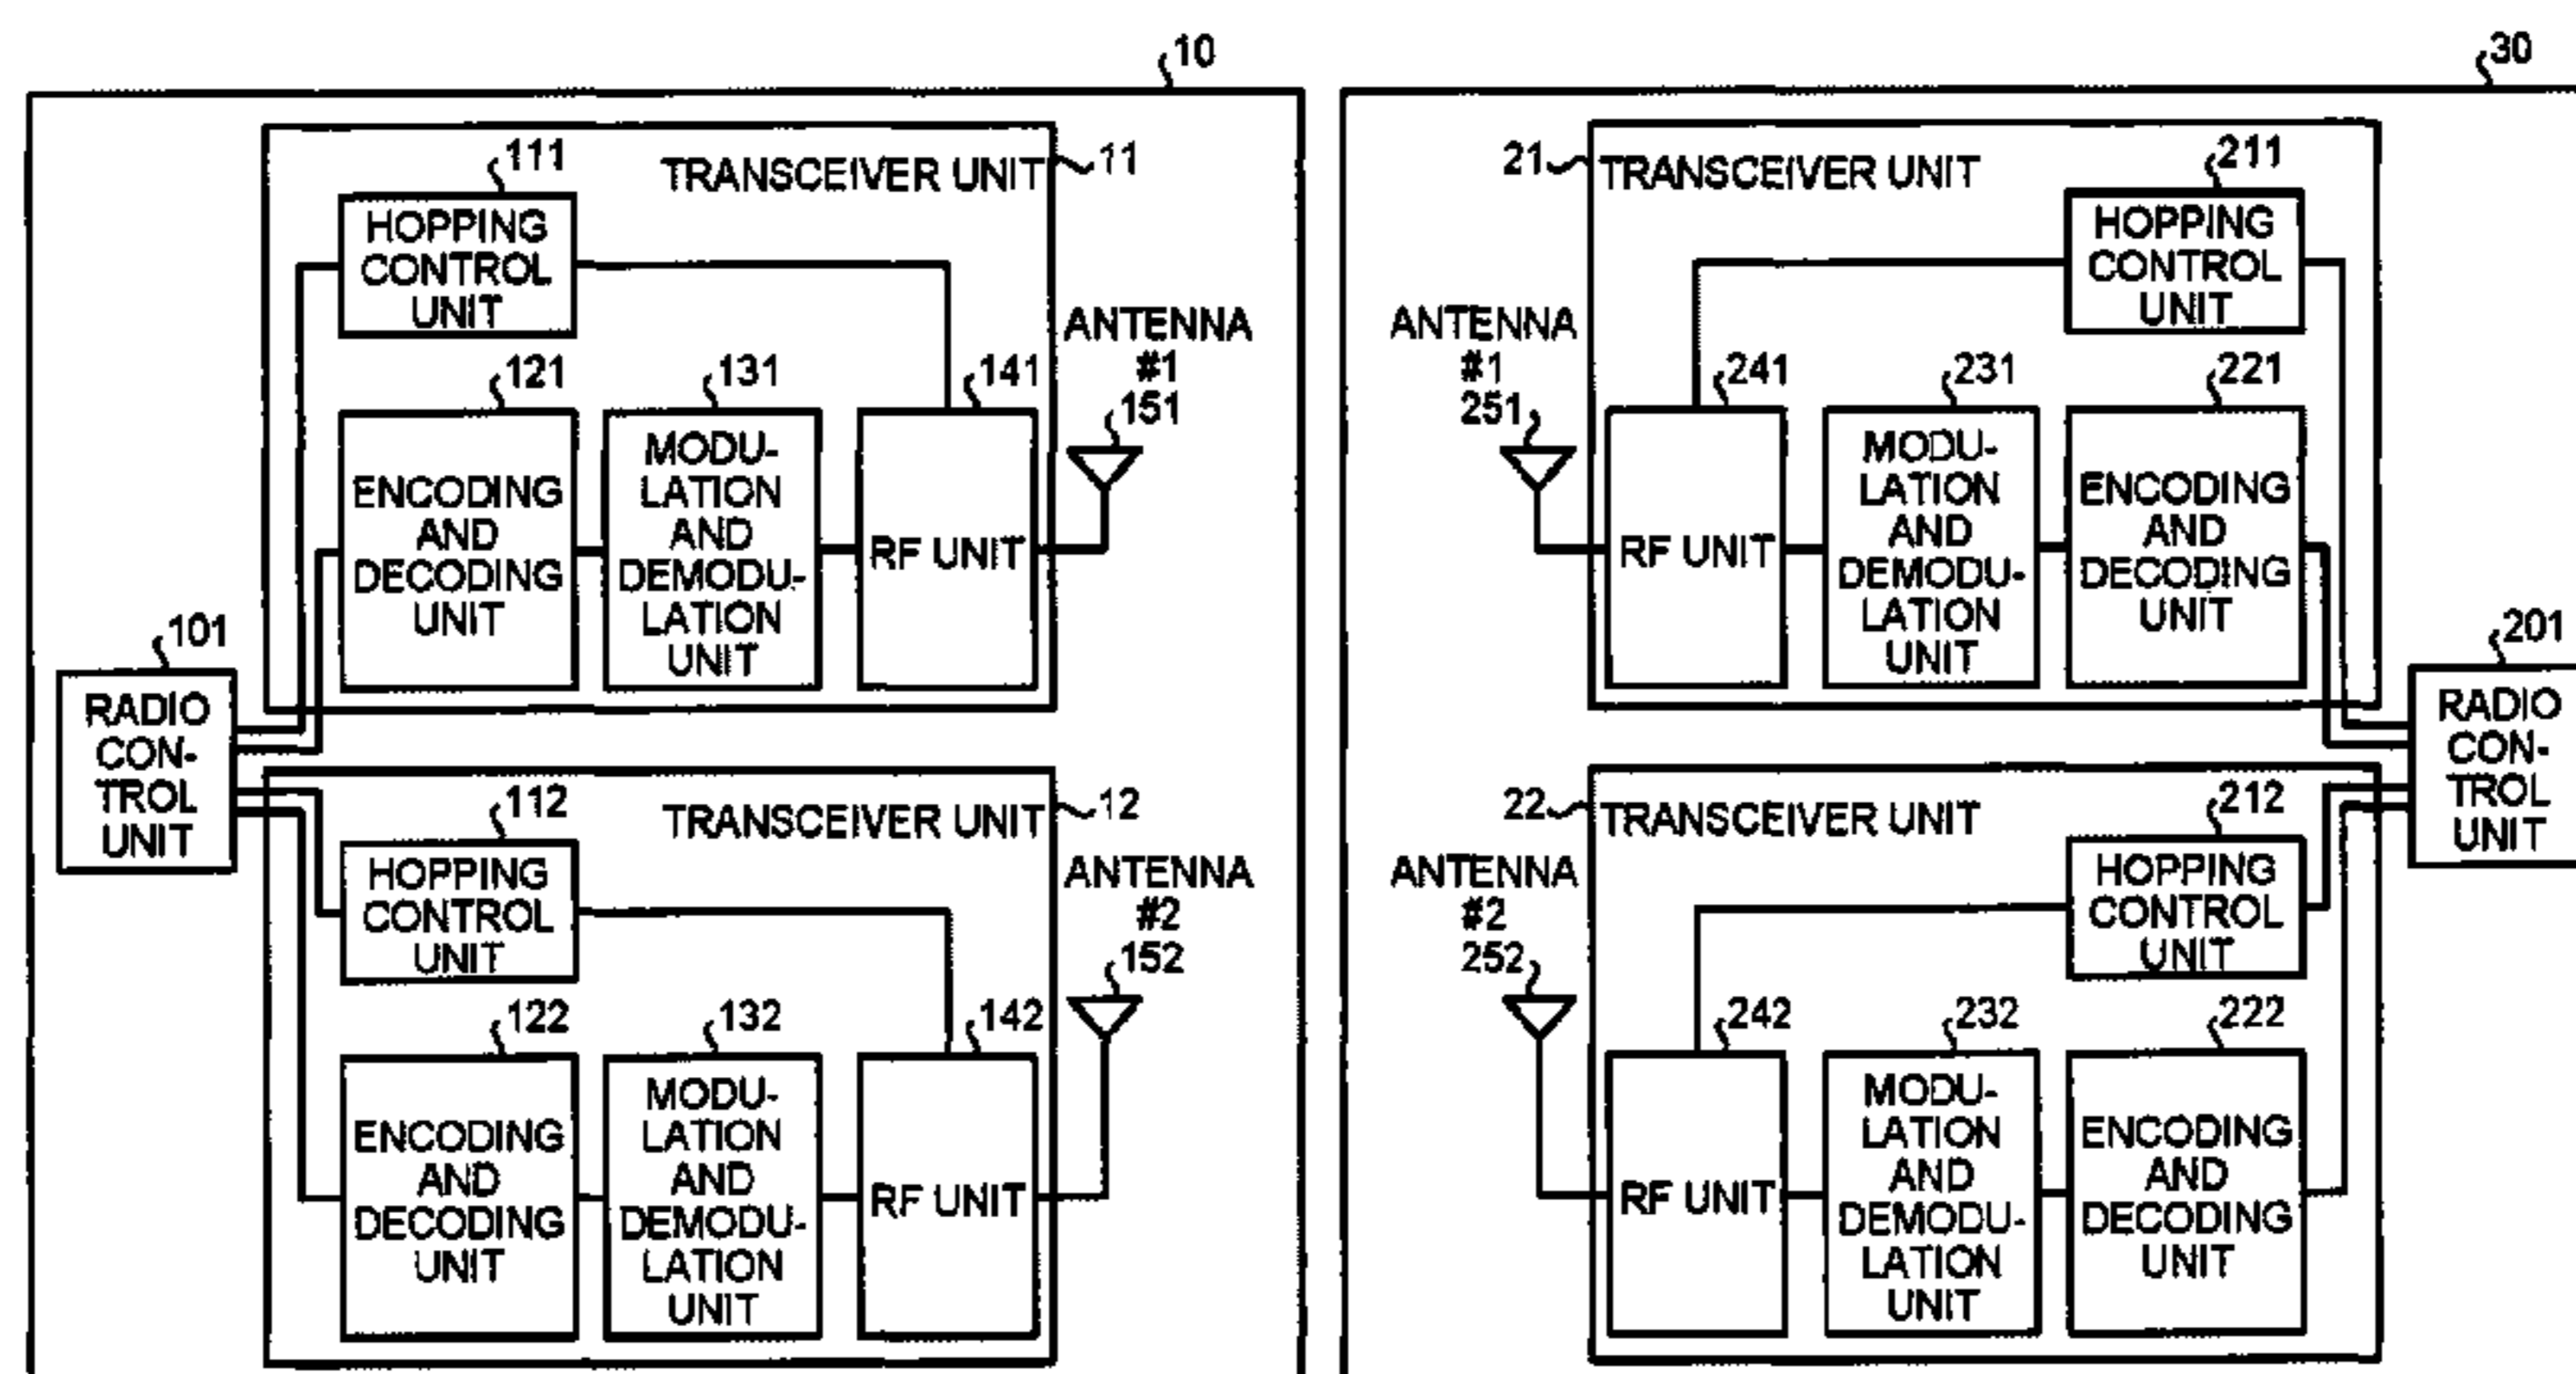 10
11
TRANSCEIVER UNIT
111
HOPPING
CONTROL
UNIT
121
ENCODING
AND
DECODING
UNIT
131
MODU-
LATION
AND
DEMODU-
LATION
UNIT
141
RF UNIT
ANTENNA
#1
151
101
RADIO
CON-
TROL
UNIT
12
TRANSCEIVER UNIT
112
HOPPING
CONTROL
UNIT
122
ENCODING
AND
DECODING
UNIT
132
MODU-
LATION
AND
DEMODU-
LATION
UNIT
142
RF UNIT
ANTENNA
#2
152
30
21
TRANSCEIVER UNIT
211
HOPPING
CONTROL
UNIT
ANTENNA
#1
251
241
RF UNIT
231
MODU-
LATION
AND
DEMODU-
LATION
UNIT
221
ENCODING
AND
DECODING
UNIT
201
RADIO
CON-
TROL
UNIT
22
TRANSCEIVER UNIT
212
HOPPING
CONTROL
UNIT
ANTENNA
#2
252
242
RF UNIT
232
MODU-
LATION
AND
DEMODU-
LATION
UNIT
222
ENCODING
AND
DECODING
UNIT